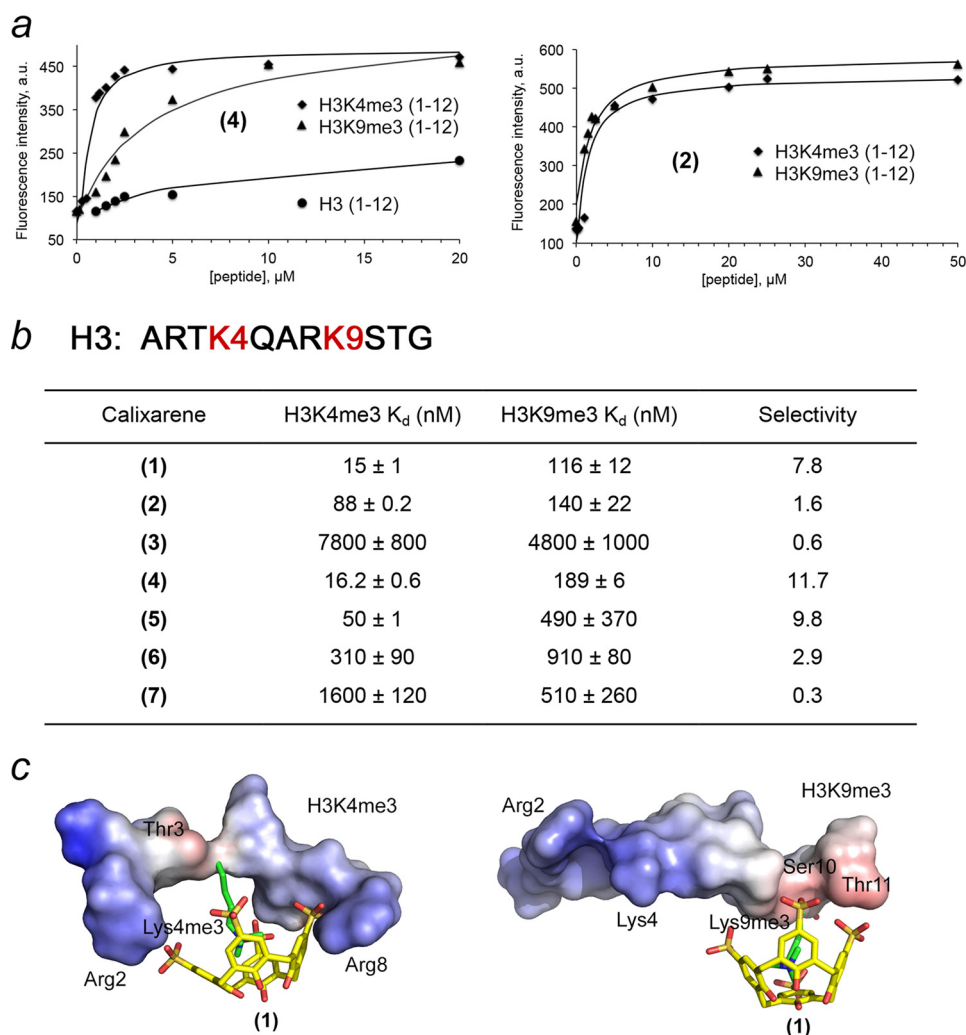 a
450
350
250
150
50
Fluorescence intensity, a.u.
(4)
H3K4me3 (1-12)
H3K9me3 (1-12)
H3 (1-12)
0 5 10 15 20
[peptide], µM
600
500
400
300
200
100
Fluorescence intensity, a.u.
(2)
H3K4me3 (1-12)
H3K9me3 (1-12)
0 10 20 30 40 50
[peptide], µM
b H3: ARTK4QARK9STG
Calixarene H3K4me3 Kd (nM) H3K9me3 Kd (nM) Selectivity
(1) 15 ± 1 116 ± 12 7.8
(2) 88 ± 0.2 140 ± 22 1.6
(3) 7800 ± 800 4800 ± 1000 0.6
(4) 16.2 ± 0.6 189 ± 6 11.7
(5) 50 ± 1 490 ± 370 9.8
(6) 310 ± 90 910 ± 80 2.9
(7) 1600 ± 120 510 ± 260 0.3
c
H3K4me3
Thr3
Lys4me3
Arg2
Arg8
(1)
Arg2
H3K9me3
Ser10
Thr11
Lys4
Lys9me3
(1)